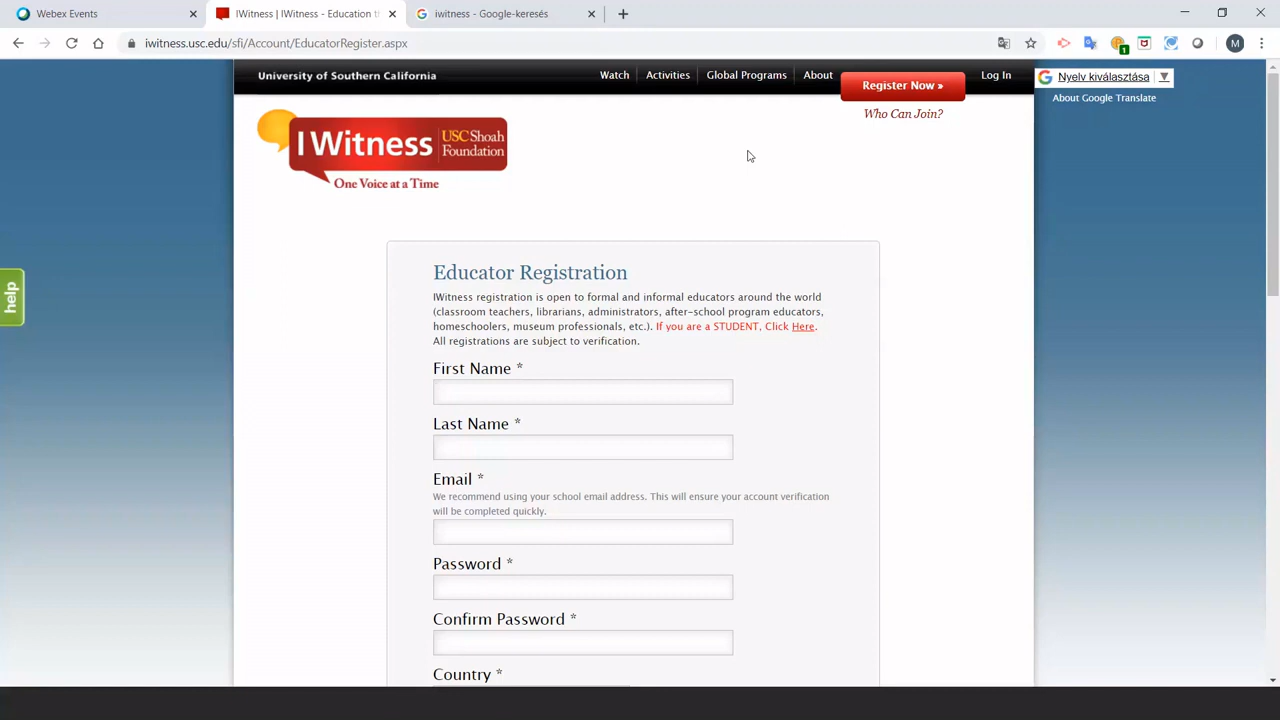 Webex Events
IWitness | IWitness - Education t
iwitness - Google-keresés
iwitness.usc.edu/sfi/Account/EducatorRegister.aspx
1
M
University of Southern California
Watch
Activities
Global Programs
About
Register Now »
Log In
Who Can Join?
Nyelv kiválasztása
About Google Translate
IWitness
USC Shoah
Foundation
One Voice at a Time
help
Educator Registration
IWitness registration is open to formal and informal educators around the world
(classroom teachers, librarians, administrators, after-school program educators,
homeschoolers, museum professionals, etc.). If you are a STUDENT, Click Here.
All registrations are subject to verification.
First Name *
Last Name *
Email *
We recommend using your school email address. This will ensure your account verification
will be completed quickly.
Password *
Confirm Password *
Country *